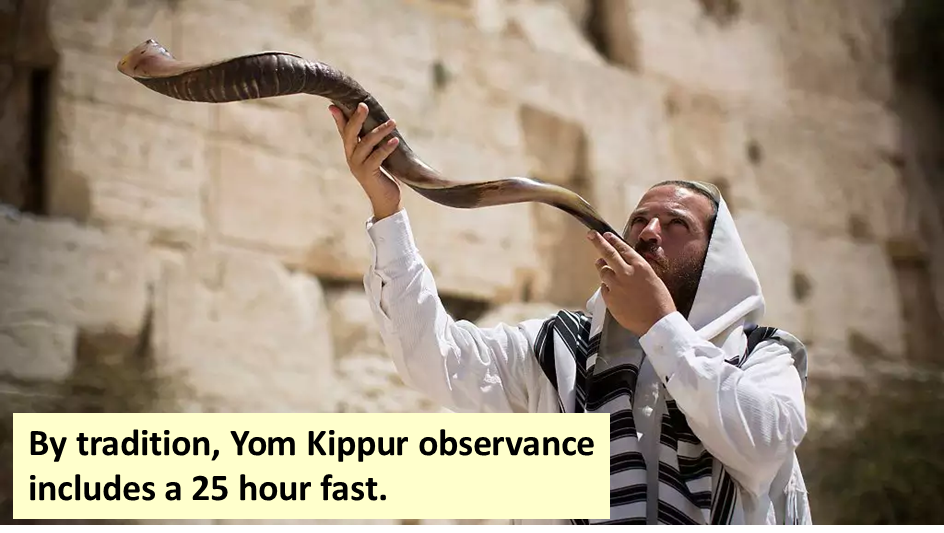 By tradition, Yom Kippur observance
includes a 25 hour fast.